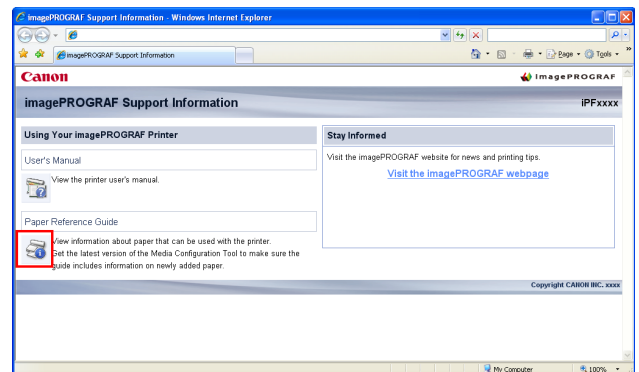 imagePROGRAF Support Information - Windows Internet Explorer
imagePROGRAF Support Information
Page
Tools
»
Canon
imagePROGRAF
imagePROGRAF Support Information
iPFxxxx
Using Your imagePROGRAF Printer
User's Manual
View the printer user's manual.
Paper Reference Guide
View information about paper that can be used with the printer.
Get the latest version of the Media Configuration Tool to make sure the
guide includes information on newly added paper.
Stay Informed
Visit the imagePROGRAF website for news and printing tips.
Visit the imagePROGRAF webpage
Copyright CANON INC. xxxx
My Computer
100%